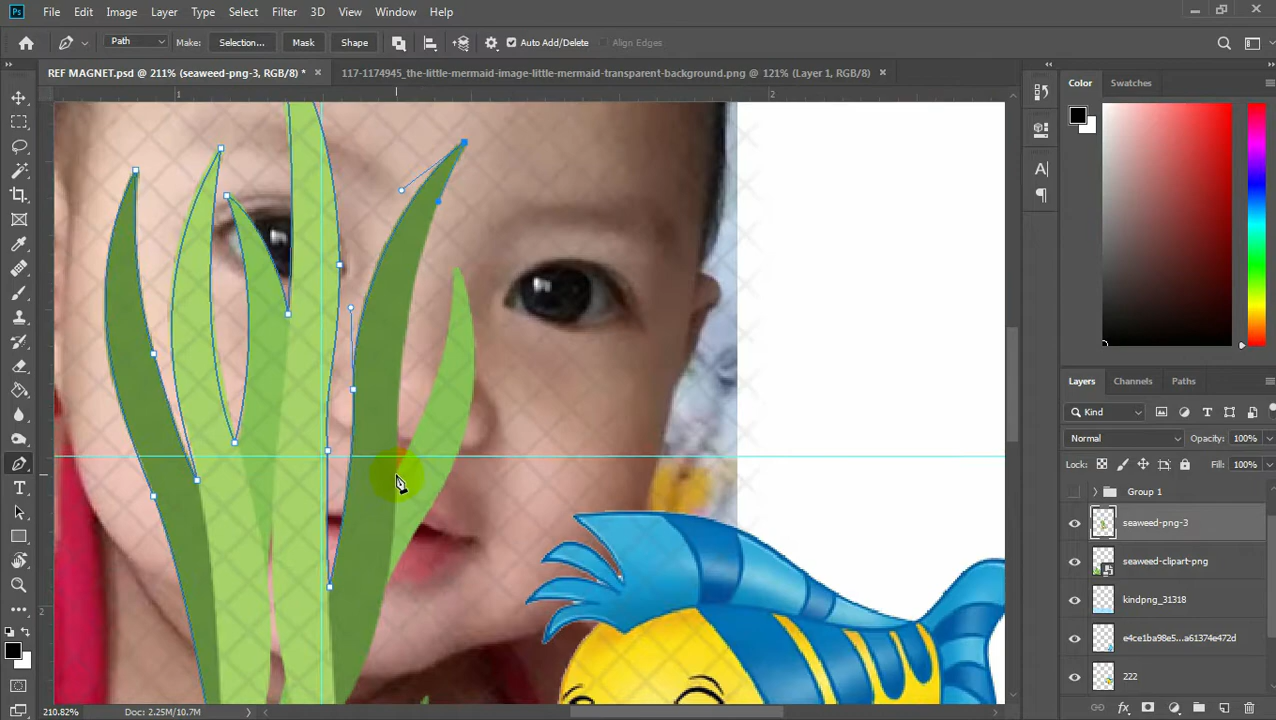 Ps File Edit Image Layer Type Select Filter 3D View Window Help
Path Make: Selection... Mask Shape Auto Add/Delete Align Edges
REF MAGNET.psd @ 211% (seaweed-png-3, RGB/8) * × 117-1174945_the-little-mermaid-image-little-mermaid-transparent-background.png @ 121% (Layer 1, RGB/8) ×
Color Swatches
1 2
2
Layers Channels Paths
Kind
Normal Opacity: 100%
Lock: Fill: 100%
Group 1
seaweed-png-3
seaweed-clipart-png
kindpng_31318
e4ce1ba98e5...a61374e472d
222
210.82% Doc: 2.25M/10.7M